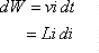 dW = vi dt
= Li di